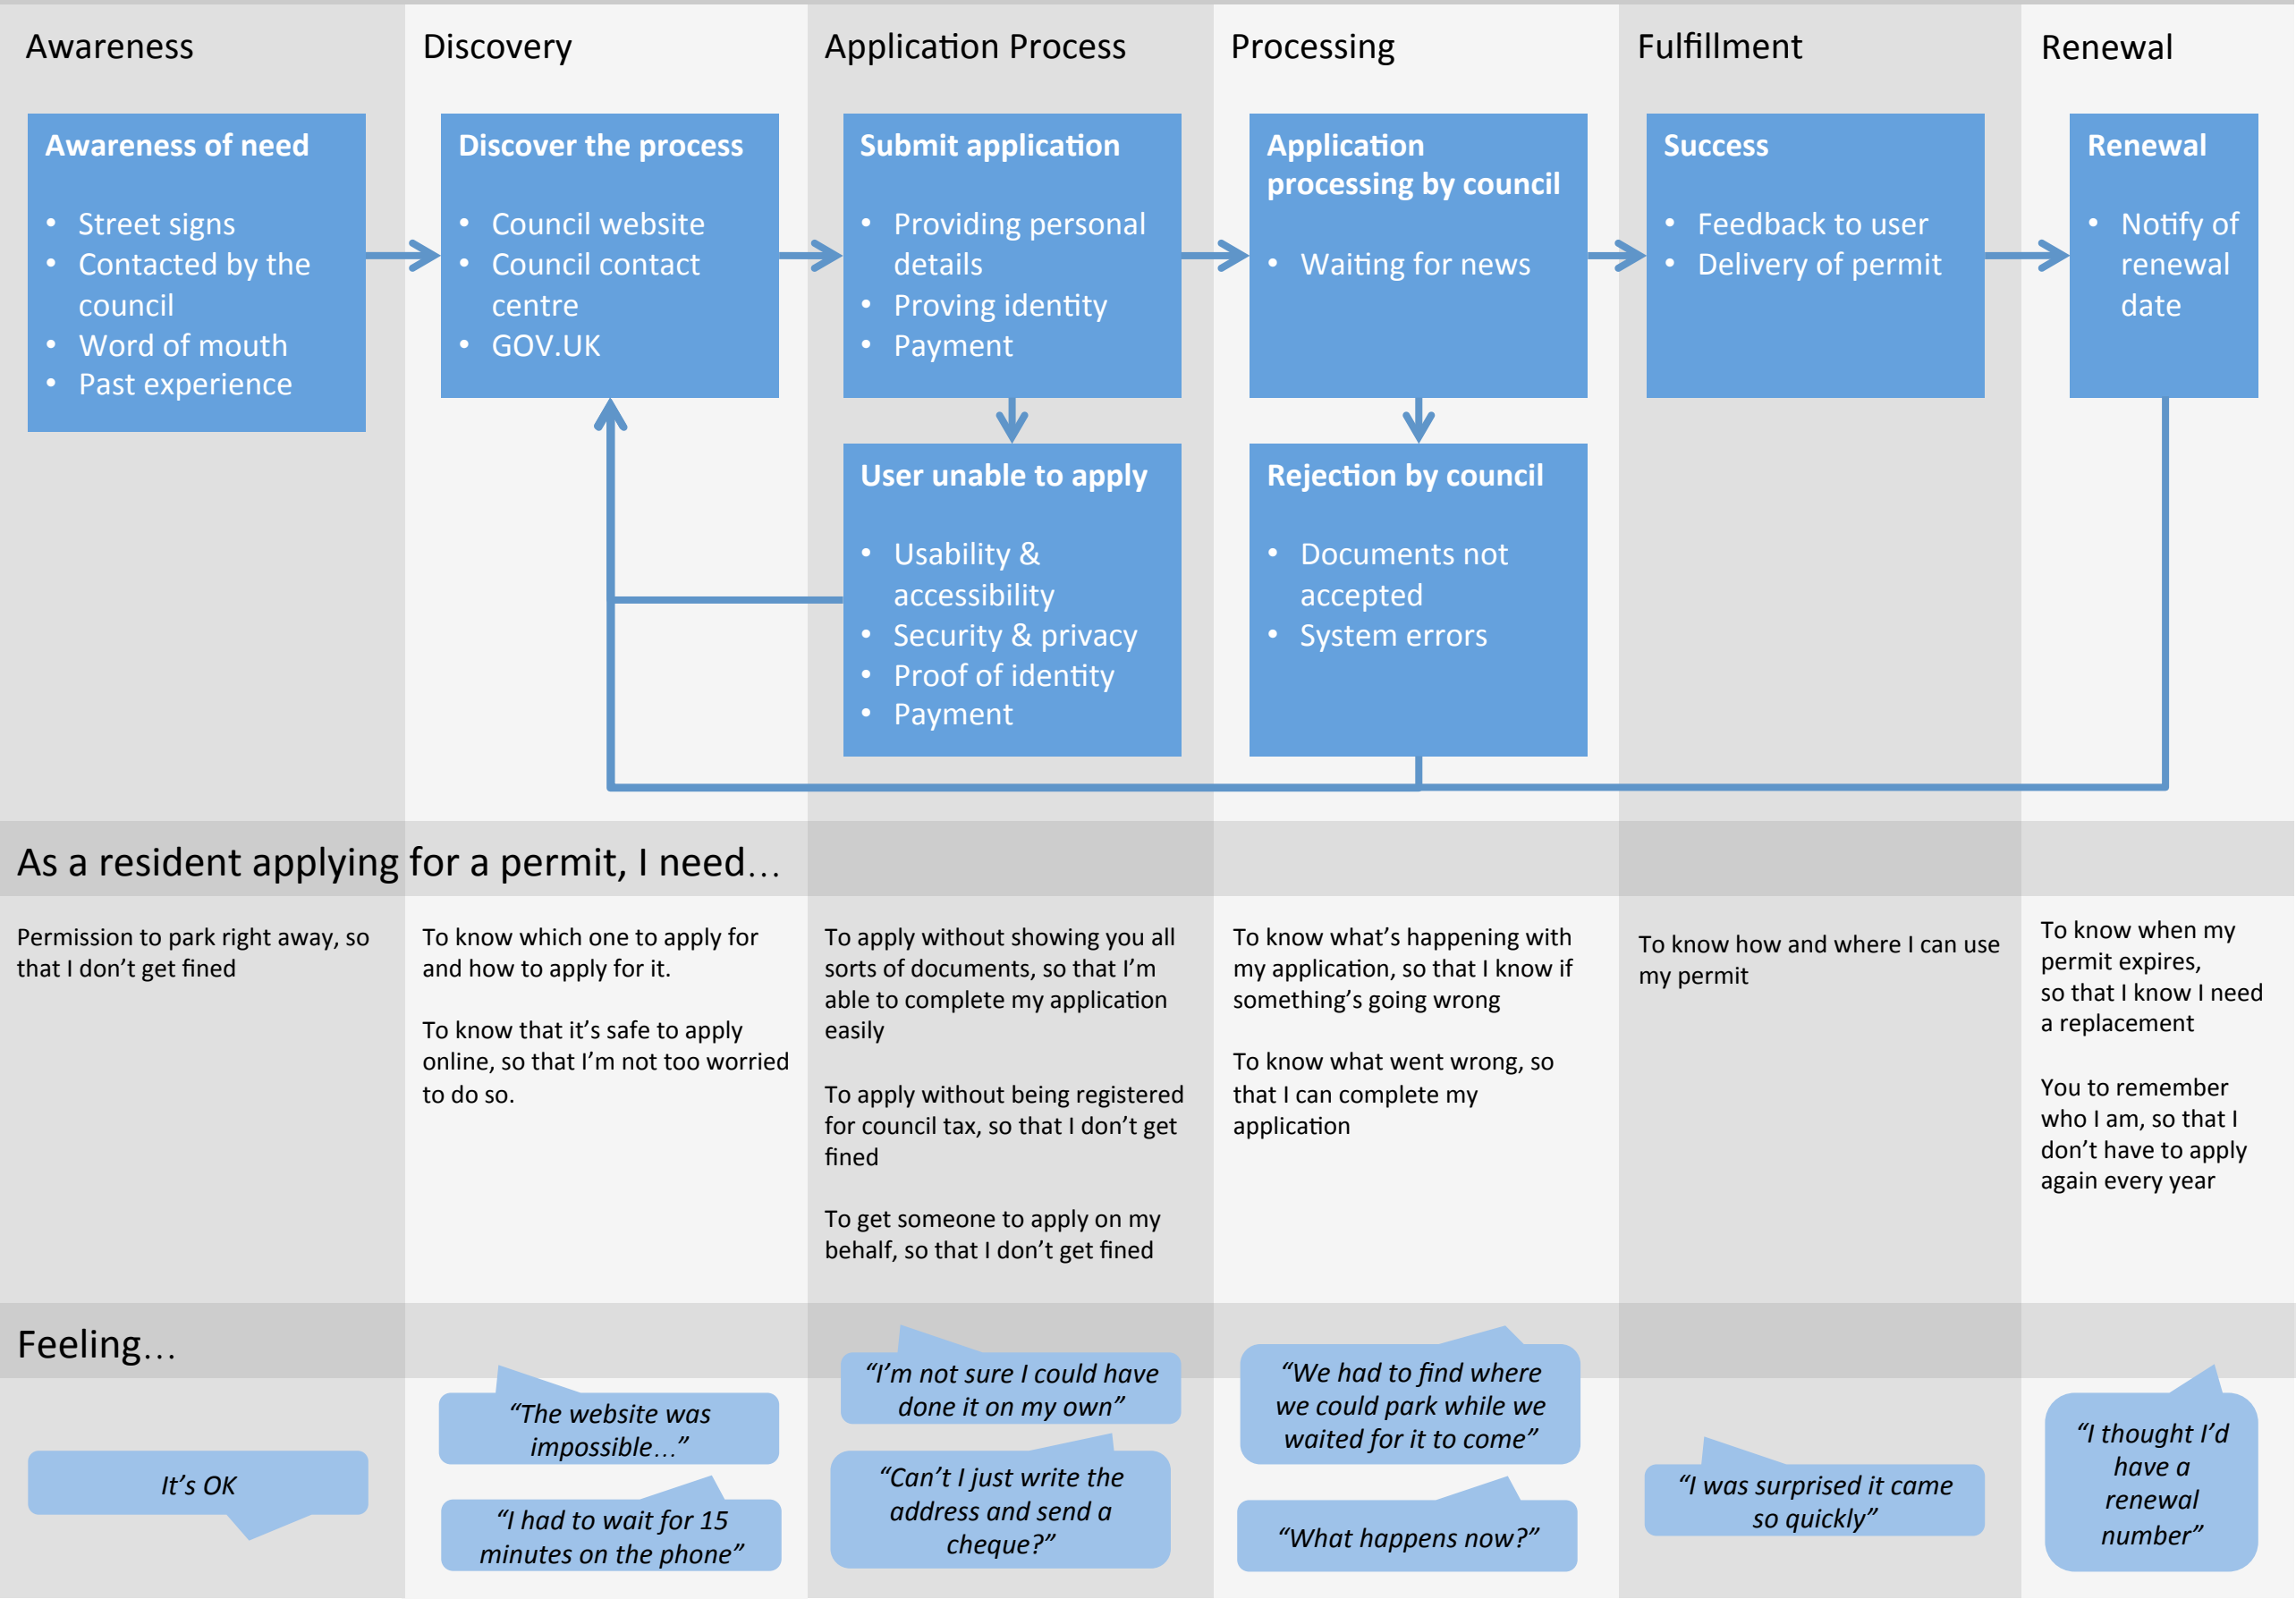 Awareness
Discovery
Application Process
Processing
Fulfillment
Renewal
Awareness of need
• Street signs
• Contacted by the
council
• Word of mouth
• Past experience
Discover the process
• Council website
• Council contact
centre
• GOV.UK
Submit application
• Providing personal
details
• Proving identity
• Payment
Application
processing by council
• Waiting for news
Success
• Feedback to user
• Delivery of permit
Renewal
• Notify of
renewal
date
User unable to apply
• Usability &
accessibility
• Security & privacy
• Proof of identity
• Payment
Rejection by council
• Documents not
accepted
• System errors
As a resident applying for a permit, I need…
Permission to park right away, so
that I don’t get fined
To know which one to apply for
and how to apply for it.
To know that it’s safe to apply
online, so that I’m not too worried
to do so.
To apply without showing you all
sorts of documents, so that I’m
able to complete my application
easily
To apply without being registered
for council tax, so that I don’t get
fined
To get someone to apply on my
behalf, so that I don’t get fined
To know what’s happening with
my application, so that I know if
something’s going wrong
To know what went wrong, so
that I can complete my
application
To know how and where I can use
my permit
To know when my
permit expires,
so that I know I need
a replacement
You to remember
who I am, so that I
don’t have to apply
again every year
Feeling…
It’s OK
“The website was
impossible…”
“I had to wait for 15
minutes on the phone”
“I’m not sure I could have
done it on my own”
“Can’t I just write the
address and send a
cheque?”
“We had to find where
we could park while we
waited for it to come”
“What happens now?”
“I was surprised it came
so quickly”
“I thought I’d
have a
renewal
number”